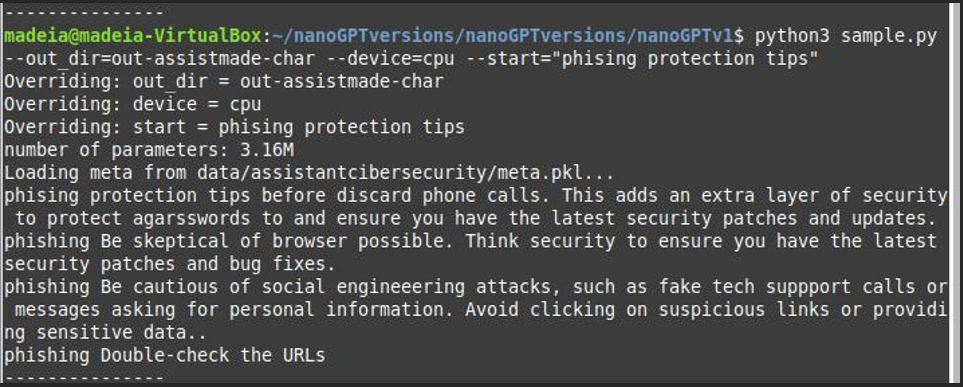 ---------------
madeia@madeia-VirtualBox:~/nanoGPTversions/nanoGPTversions/nanoGPTv1$ python3 sample.py
--out_dir=out-assistmade-char --device=cpu --start="phising protection tips"
Overriding: out_dir = out-assistmade-char
Overriding: device = cpu
Overriding: start = phising protection tips
number of parameters: 3.16M
Loading meta from data/assistantcibersecurity/meta.pkl...
phising protection tips before discard phone calls. This adds an extra layer of security
 to protect agarsswords to and ensure you have the latest security patches and updates.
phishing Be skeptical of browser possible. Think security to ensure you have the latest
security patches and bug fixes.
phishing Be cautious of social engineeering attacks, such as fake tech suppport calls or
 messages asking for personal information. Avoid clicking on suspicious links or providi
ng sensitive data..
phishing Double-check the URLs
---------------